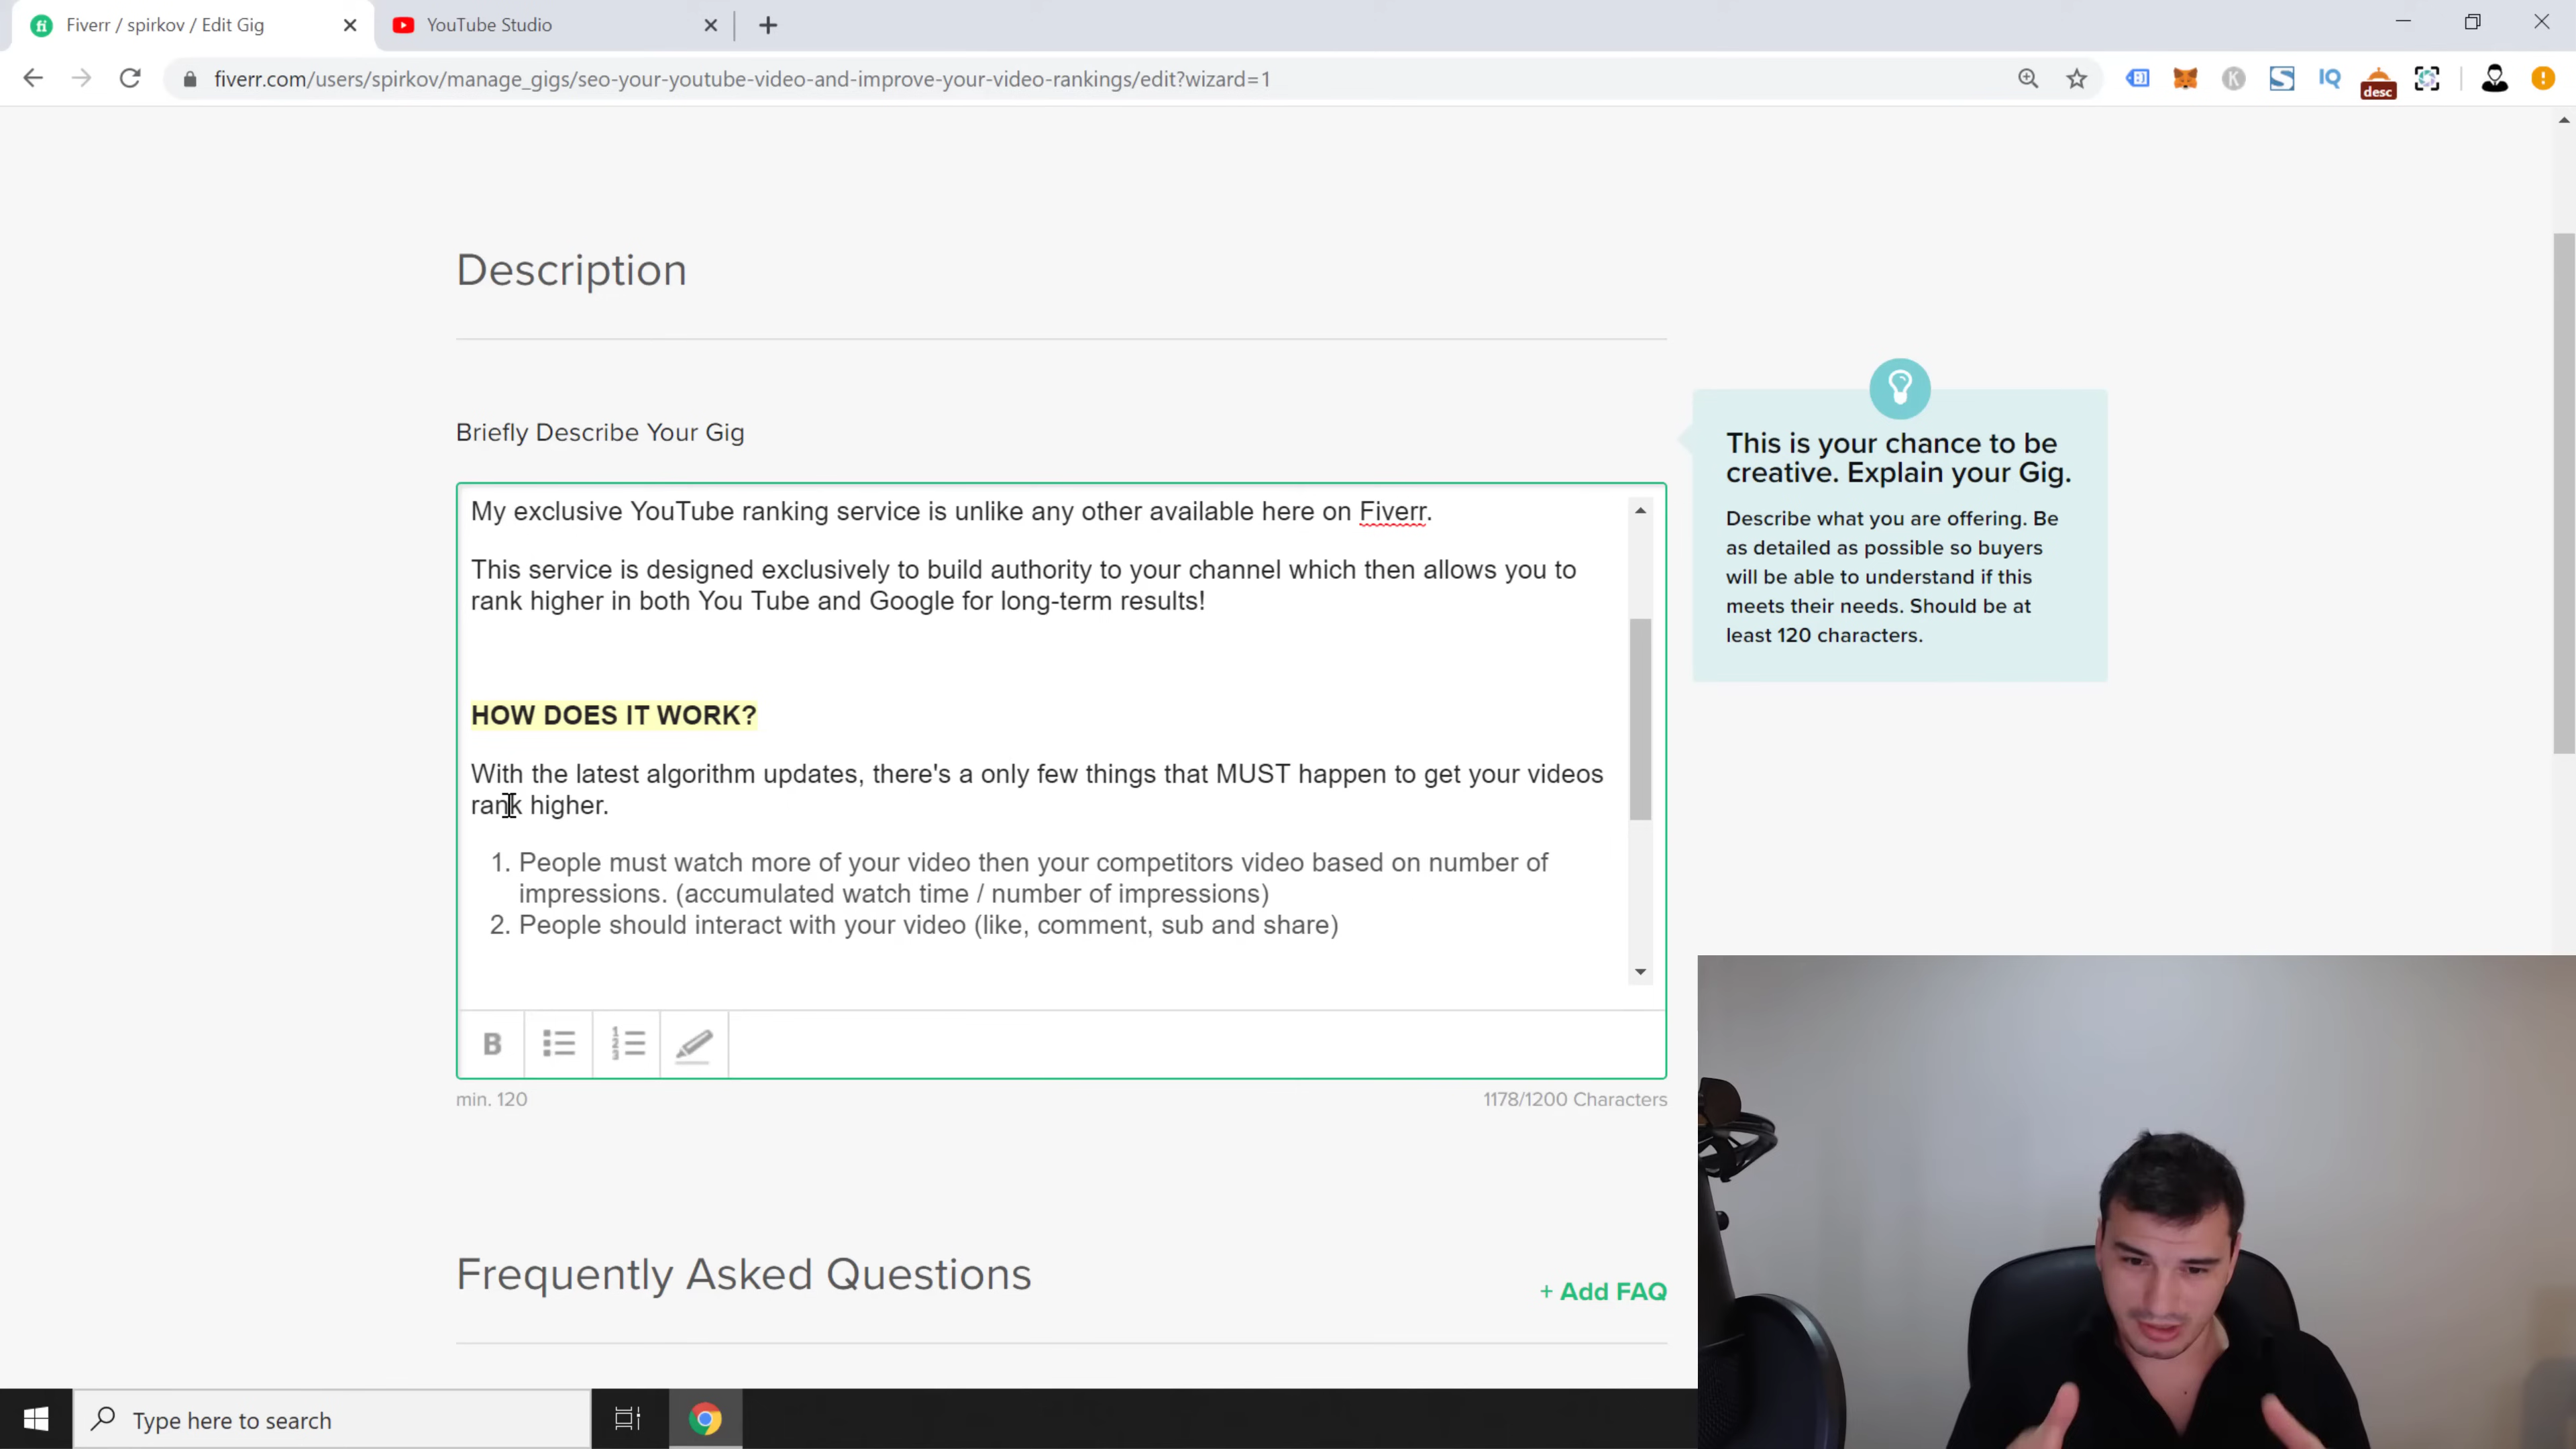 Fiverr / spirkov / Edit Gig
YouTube Studio
fiverr.com/users/spirkov/manage_gigs/seo-your-youtube-video-and-improve-your-video-rankings/edit?wizard=1
K
S
IQ
desc
Description
Briefly Describe Your Gig
My exclusive YouTube ranking service is unlike any other available here on Fiverr.
This service is designed exclusively to build authority to your channel which then allows you to
rank higher in both You Tube and Google for long-term results!
HOW DOES IT WORK?
With the latest algorithm updates, there's a only few things that MUST happen to get your videos
rank higher.
1. People must watch more of your video then your competitors video based on number of
impressions. (accumulated watch time / number of impressions)
2. People should interact with your video (like, comment, sub and share)
B
min. 120
1178/1200 Characters
This is your chance to be
creative. Explain your Gig.
Describe what you are offering. Be
as detailed as possible so buyers
will be able to understand if this
meets their needs. Should be at
least 120 characters.
Frequently Asked Questions
+ Add FAQ
Type here to search